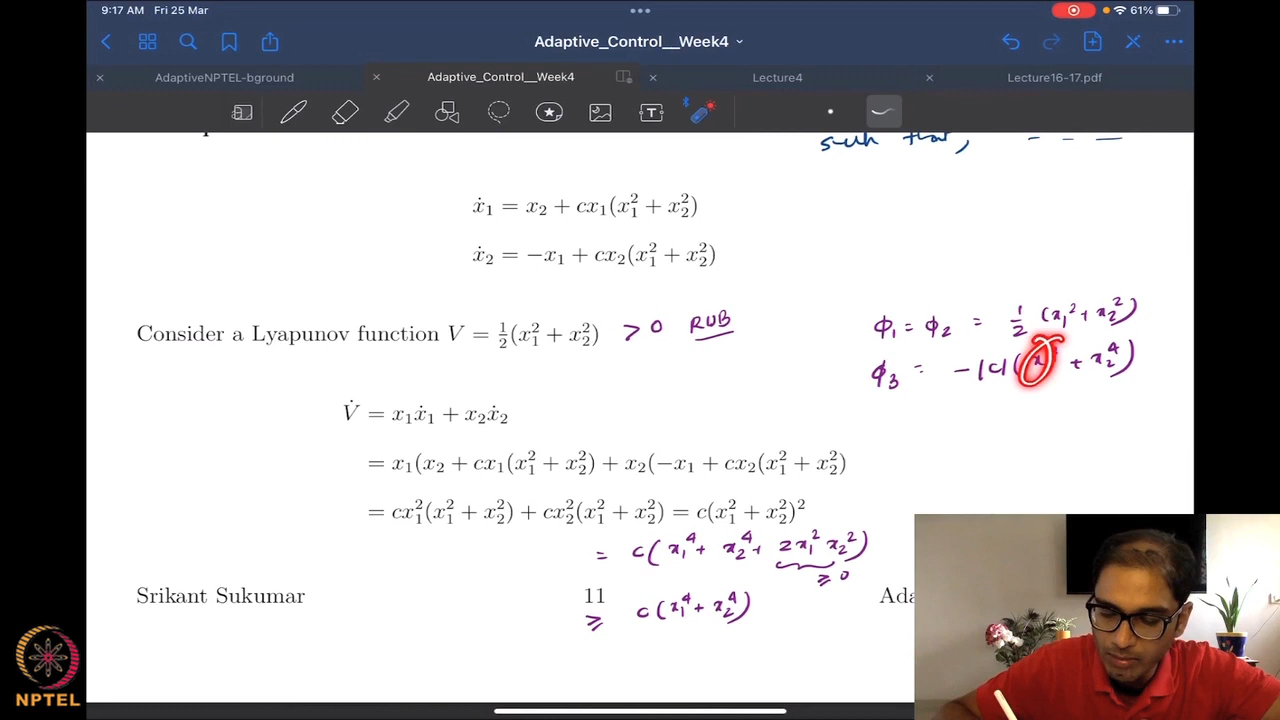 9:17 AM Fri 25 Mar
61%
Adaptive_Control__Week4
AdaptiveNPTEL-bground
Adaptive_Control__Week4
Lecture4
Lecture16-17.pdf
such that,
ẋ₁ = x₂ + cx₁(x₁² + x₂²)
ẋ₂ = −x₁ + cx₂(x₁² + x₂²)
Consider a Lyapunov function V = ½(x₁² + x₂²) > 0 RUB
ϕ₁ = ϕ₂ = ½ (x₁² + x₂²)
ϕ₃ = −|c|( + x₂⁴)
V̇ = x₁ẋ₁ + x₂ẋ₂
= x₁(x₂ + cx₁(x₁² + x₂²) + x₂(−x₁ + cx₂(x₁² + x₂²)
= cx₁²(x₁² + x₂²) + cx₂²(x₁² + x₂²) = c(x₁² + x₂²)²
= c(x₁⁴ + x₂⁴ + 2x₁² x₂²)
≥ 0
Srikant Sukumar 11 Ada
≥ c(x₁⁴ + x₂⁴)
NPTEL